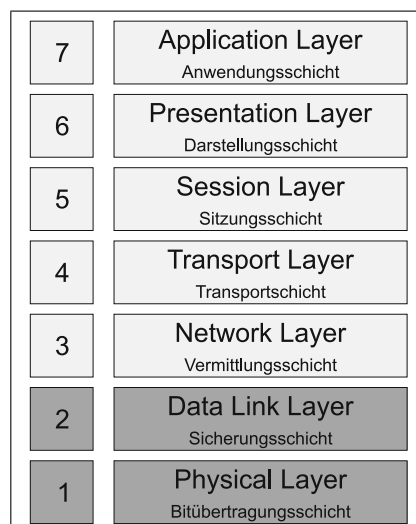 7
Application Layer
Anwendungsschicht
6
Presentation Layer
Darstellungsschicht
5
Session Layer
Sitzungsschicht
4
Transport Layer
Transportschicht
3
Network Layer
Vermittlungsschicht
2
Data Link Layer
Sicherungsschicht
1
Physical Layer
Bitübertragungsschicht